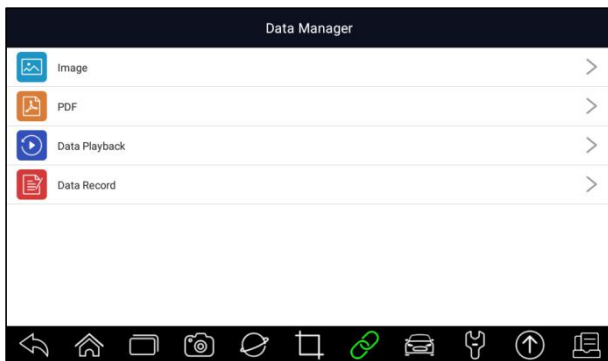 Data Manager
Image
PDF
Data Playback
Data Record